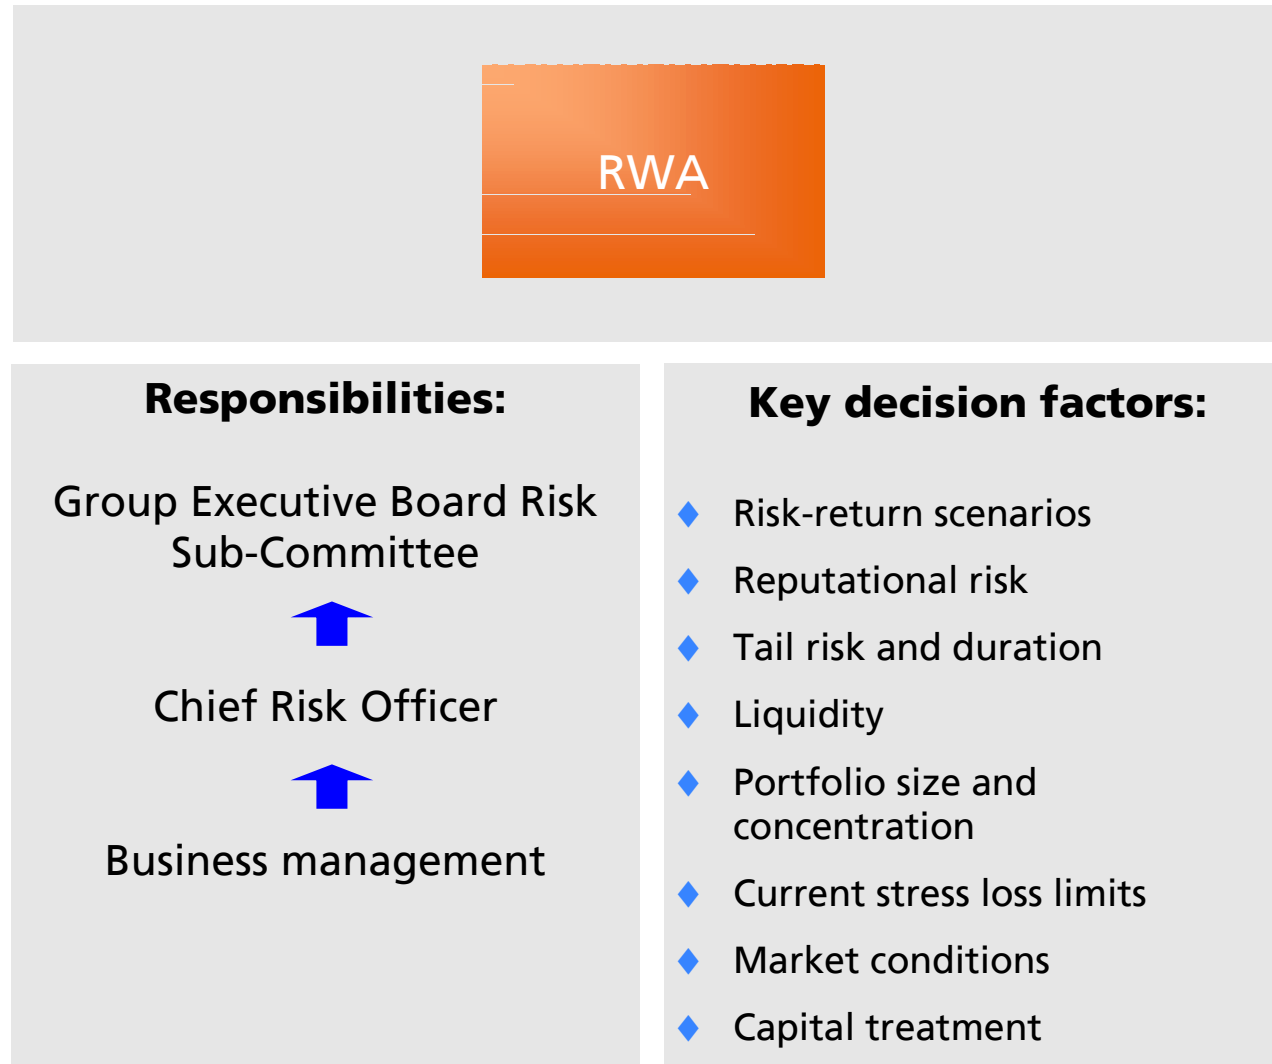 RWA
Responsibilities:
Group Executive Board Risk
Sub-Committee
Chief Risk Officer
Business management
Key decision factors:
Risk-return scenarios
Reputational risk
Tail risk and duration
Liquidity
Portfolio size and
concentration
Current stress loss limits
Market conditions
Capital treatment